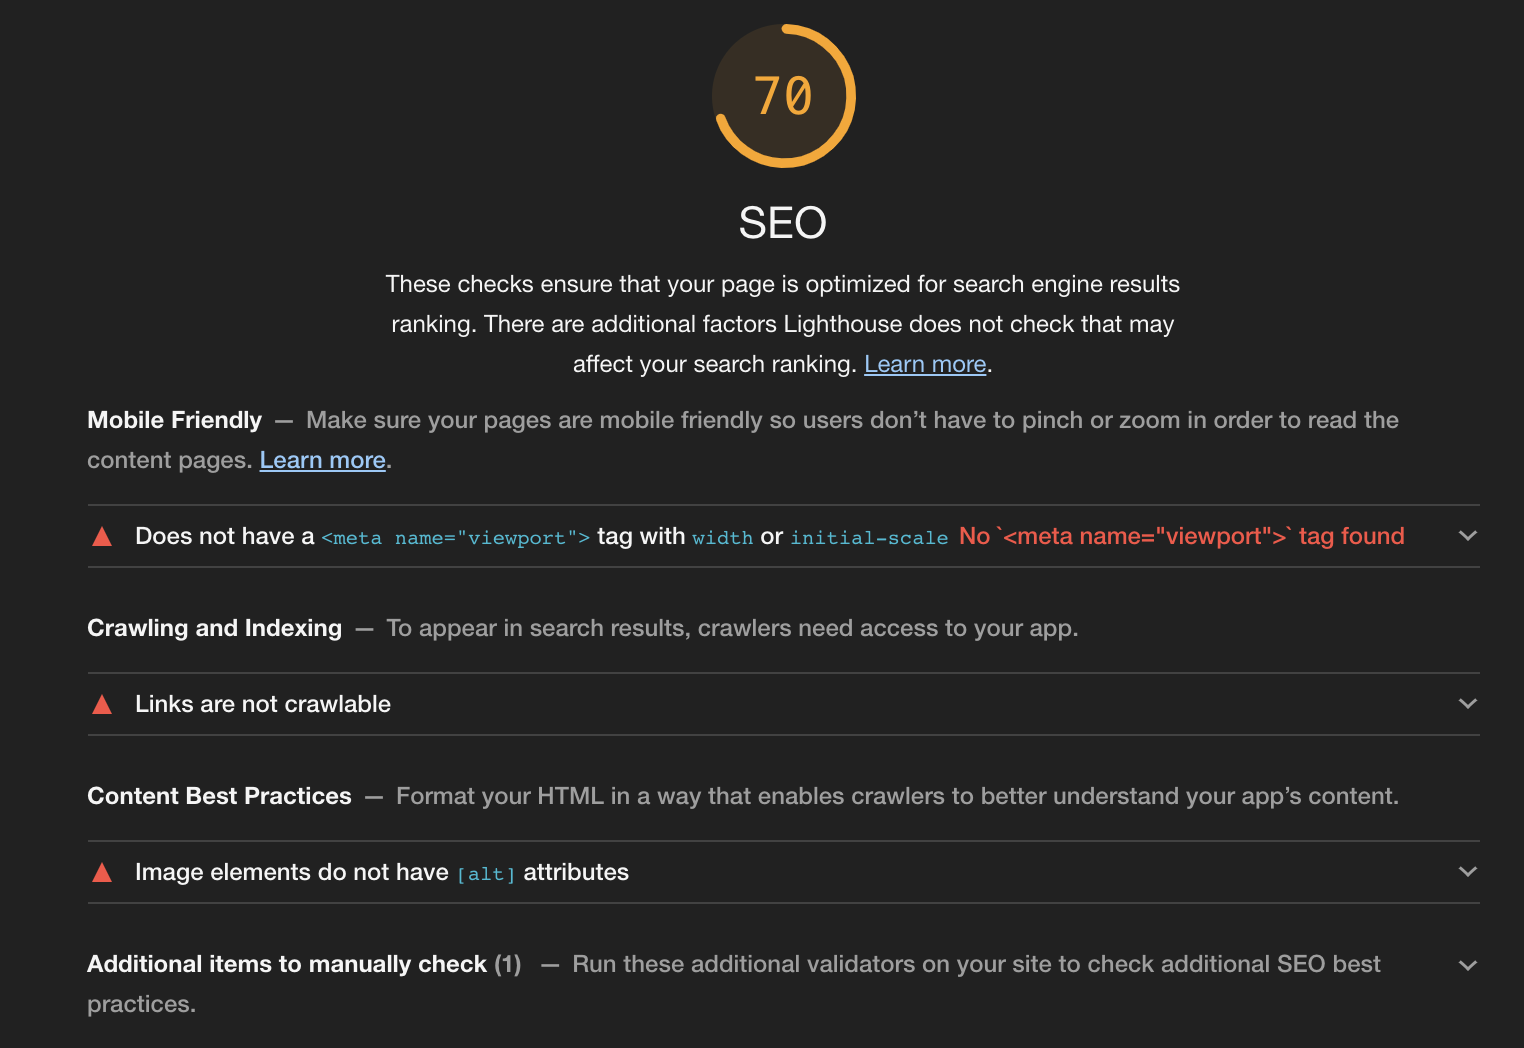 70
SEO
These checks ensure that your page is optimized for search engine results
ranking. There are additional factors Lighthouse does not check that may
affect your search ranking. Learn more.
Mobile Friendly — Make sure your pages are mobile friendly so users don’t have to pinch or zoom in order to read the
content pages. Learn more.
Does not have a <meta name="viewport"> tag with width or initial-scale No `<meta name="viewport">` tag found
Crawling and Indexing — To appear in search results, crawlers need access to your app.
Links are not crawlable
Content Best Practices — Format your HTML in a way that enables crawlers to better understand your app’s content.
Image elements do not have [alt] attributes
Additional items to manually check (1) — Run these additional validators on your site to check additional SEO best
practices.